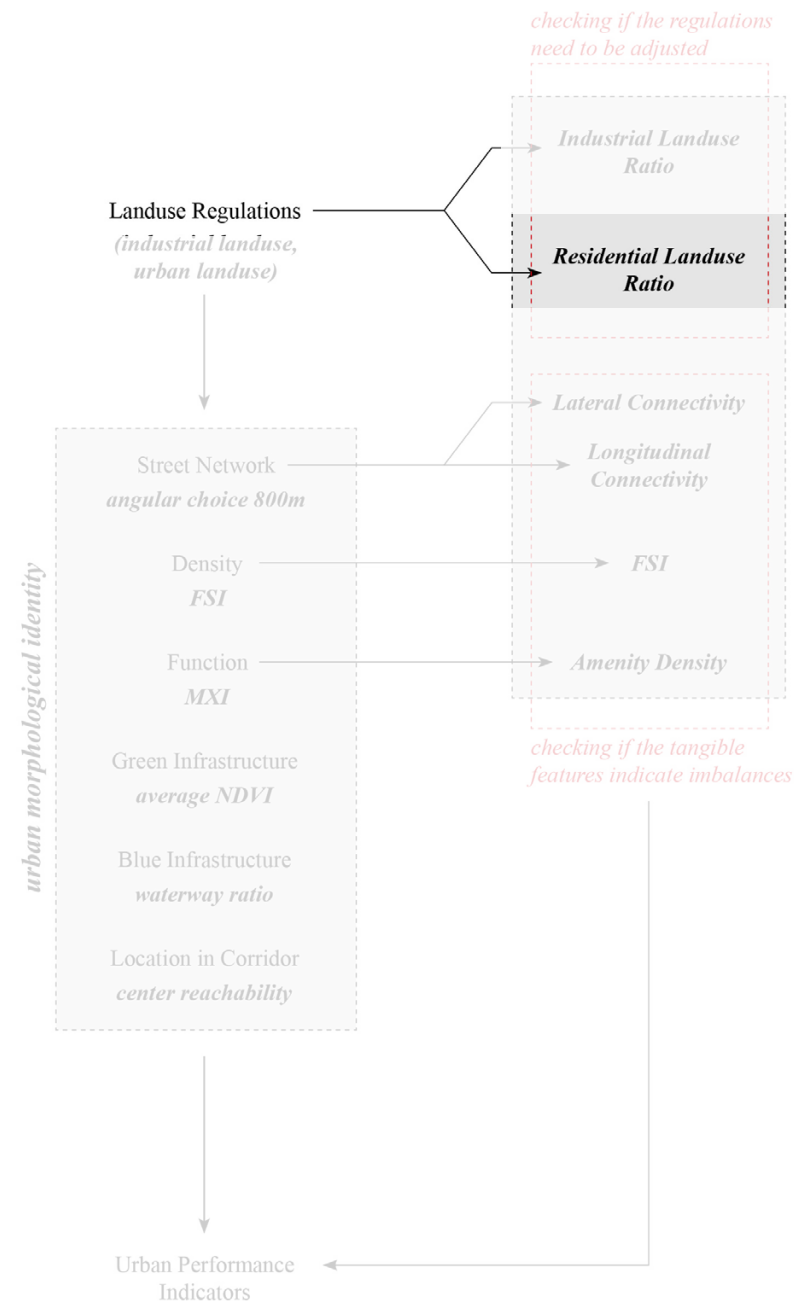 checking if the regulations
need to be adjusted
Industrial Landuse
Ratio
Landuse Regulations
(industrial landuse,
urban landuse)
Residential Landuse
Ratio
Lateral Connectivity
Longitudinal
Connectivity
Street Network
angular choice 800m
Density
FSI
FSI
Function
MXI
Amenity Density
checking if the tangible
features indicate imbalances
Green Infrastructure
average NDVI
Blue Infrastructure
waterway ratio
Location in Corridor
center reachability
urban morphological identity
Urban Performance
Indicators